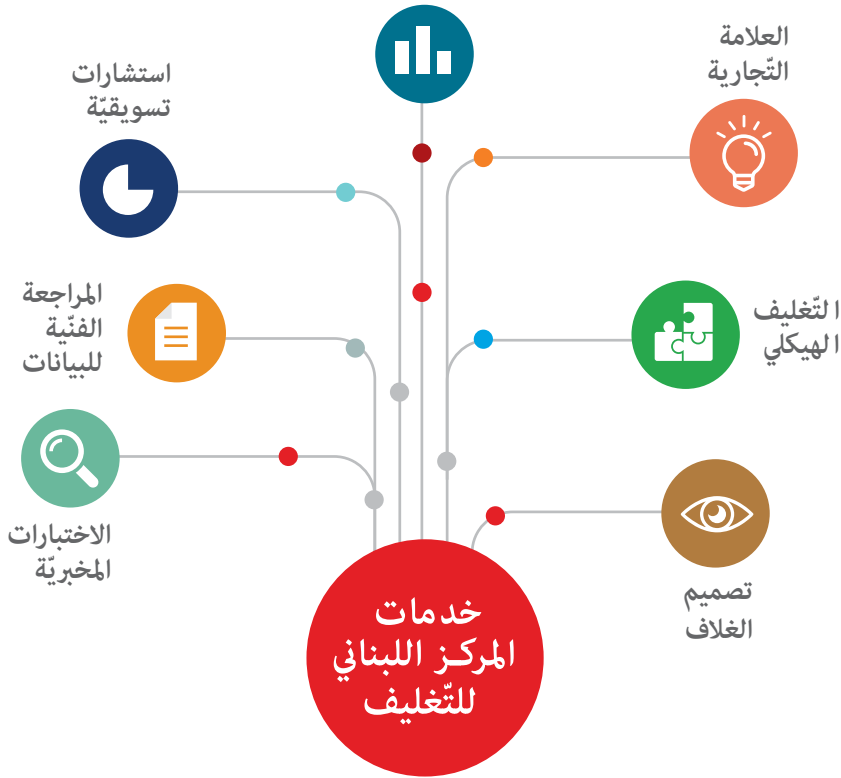 العلامة
التّجارية
استشارات
تسويقيّة
التّغليف
الهيكلي
المراجعة
الفنّية
للبيانات
تصميم
الغلاف
الاختبارات
المخبريّة
خدمات
المركز اللبناني
للتّغليف